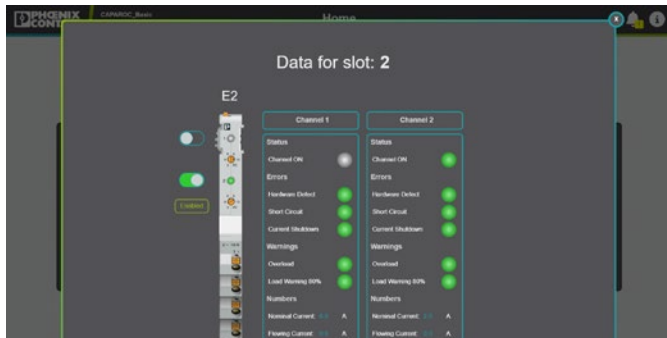 PHOENIX
CONT
CAPAROC_Basic
Home
Data for slot: 2
E2
Channel 1
Channel 2
Status
Channel ON
Errors
Hardware Defect
Short Circuit
Current Shutdown
Warnings
Overload
Load Warning 80%
Numbers
Nominal Current:
A
Flowing Current:
A
Status
Channel ON
Errors
Hardware Defect
Short Circuit
Current Shutdown
Warnings
Overload
Load Warning 80%
Numbers
Nominal Current:
A
Flowing Current:
A
Enabled